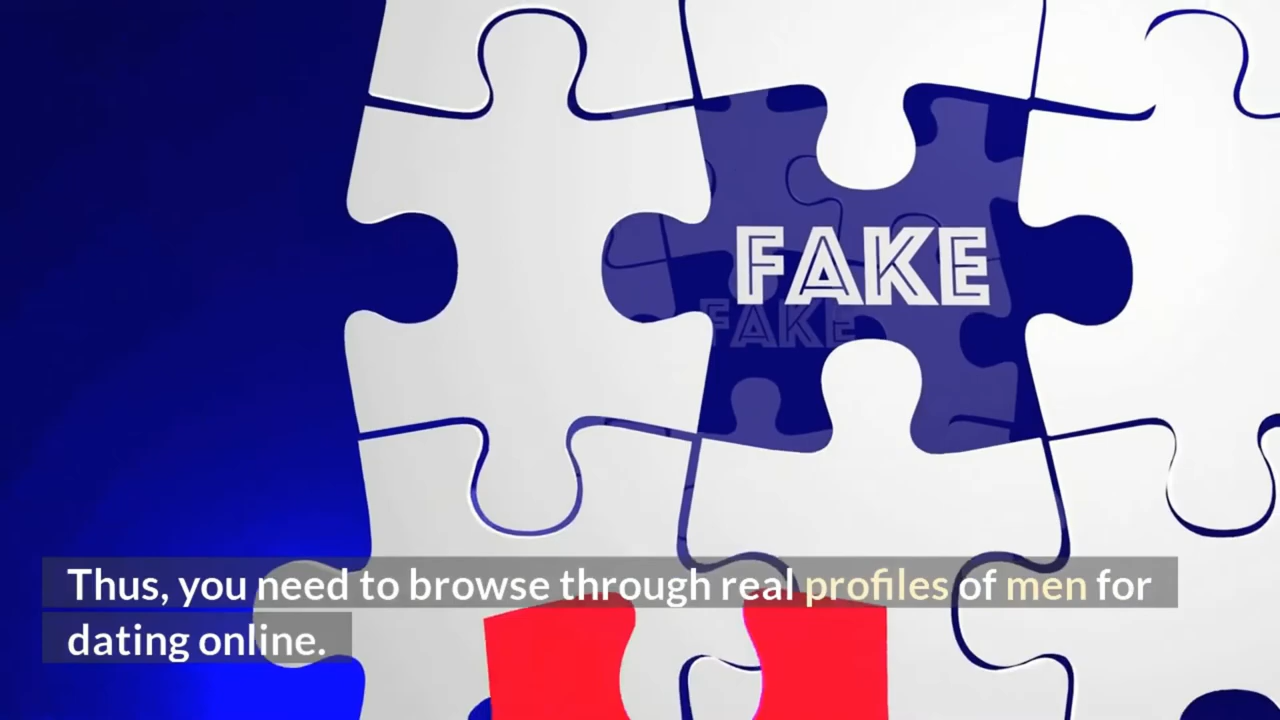 FAKE
FAKE
Thus, you need to browse through real profiles of men for
dating online.